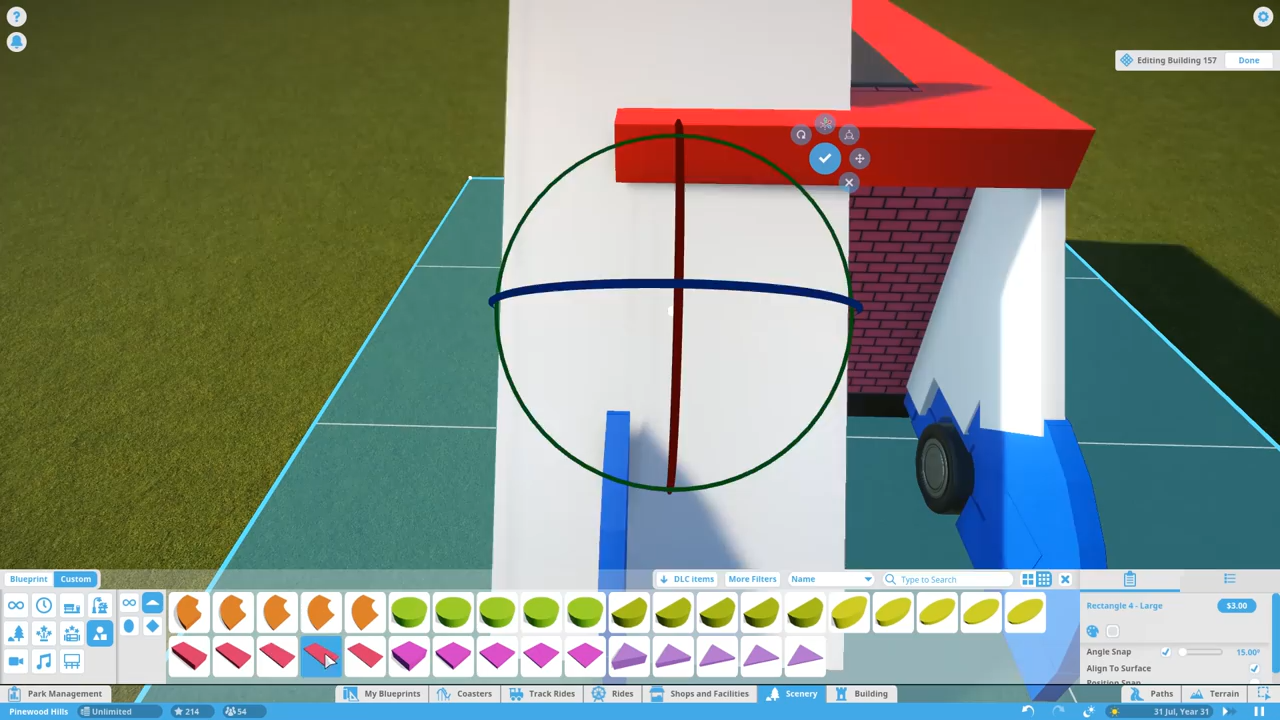 ?
Editing Building 157
Done
Blueprint
Custom
DLC items
More Filters
Name
Type to Search
Rectangle 4 - Large
$3.00
Angle Snap
15.00°
Align To Surface
Park Management
My Blueprints
Coasters
Track Rides
Rides
Shops and Facilities
Scenery
Building
Paths
Terrain
Pinewood Hills
Unlimited
214
54
31 Jul, Year 31